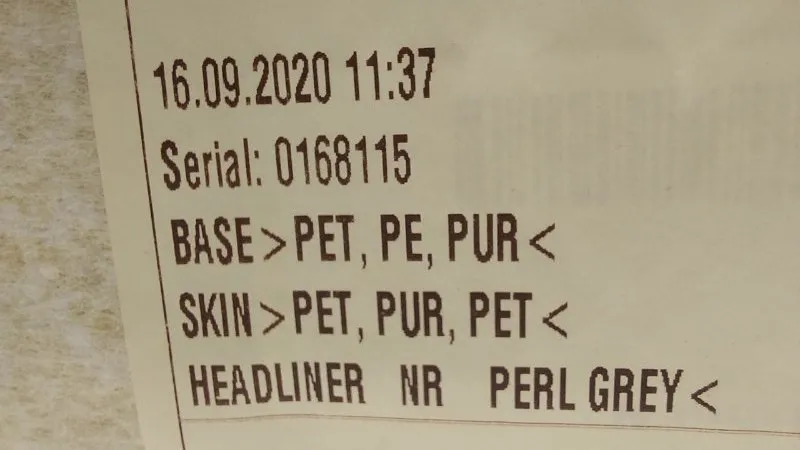 16.09.2020 11:37
Serial: 0168115
BASE>PET, PE, PUR<
SKIN>PET, PUR, PET<
HEADLINER NR PERL GREY<